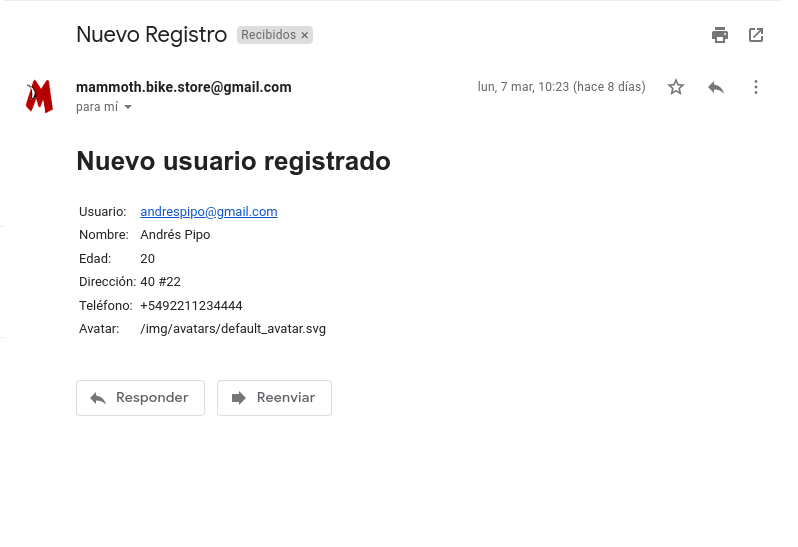 Nuevo Registro Recibidos ×
mammoth.bike.store@gmail.com lun, 7 mar, 10:23 (hace 8 días)
para mí
Nuevo usuario registrado
Usuario: andrespipo@gmail.com
Nombre: Andrés Pipo
Edad: 20
Dirección: 40 #22
Teléfono: +5492211234444
Avatar: /img/avatars/default_avatar.svg
Responder Reenviar